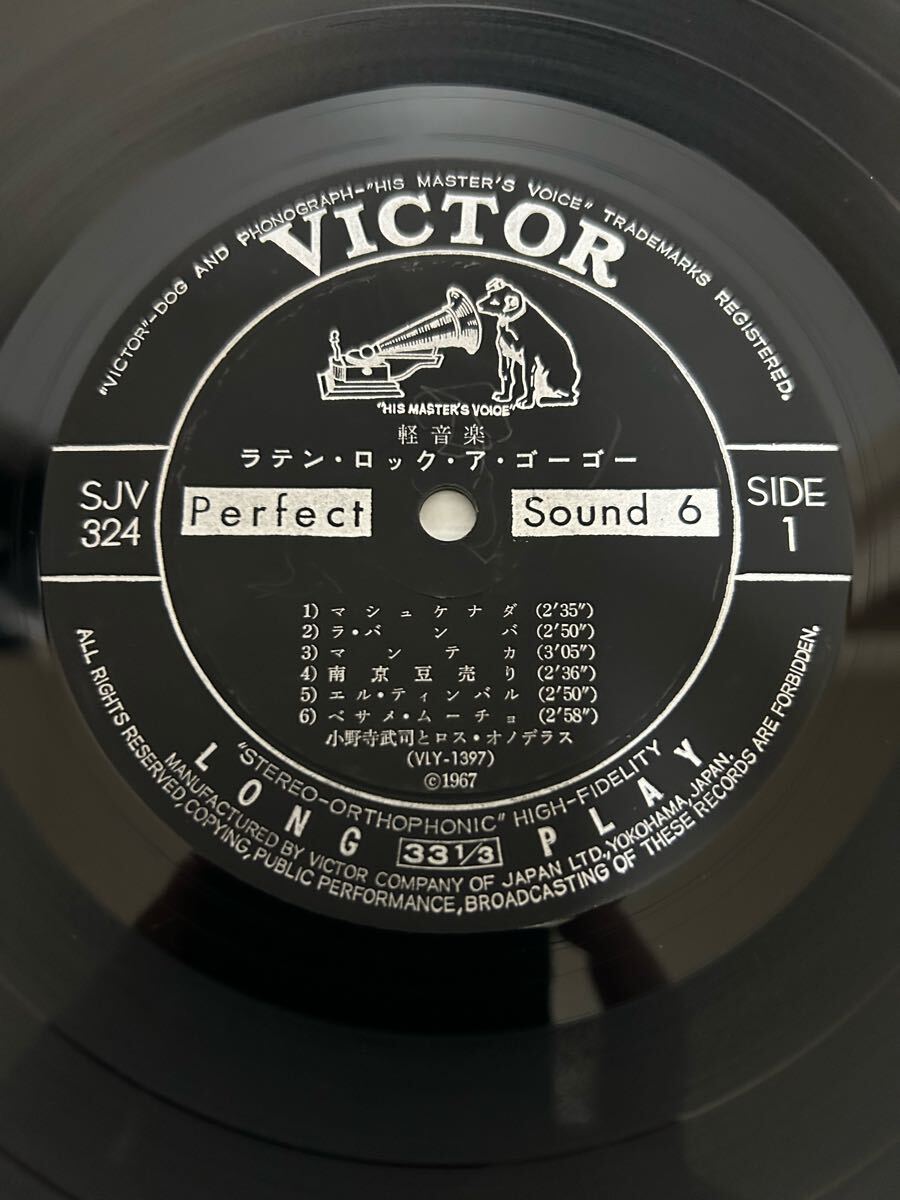 "VICTOR"-DOG AND PHONOGRAPH-"HIS MASTER'S VOICE" TRADEMARKS REGISTERED.
VICTOR
"HIS MASTER'S VOICE"
軽音楽
ラテン・ロック・ア・ゴーゴー
SJV
324
Perfect Sound 6
SIDE
1
1) マシュケナダ (2'35")
2) ラ・バンバ (2'50")
3) マンテカ (3'05")
4) 南京豆売り (2'36")
5) エル・ティンバル (2'50")
6) ベサメ・ムーチョ (2'58")
小野寺武司とロス・オノデラス
(VLY-1397)
©1967
"STEREO-ORTHOPHONIC" HIGH-FIDELITY
LONG 33 1/3 PLAY
MANUFACTURED BY VICTOR COMPANY OF JAPAN LTD., YOKOHAMA, JAPAN.
ALL RIGHTS RESERVED, COPYING, PUBLIC PERFORMANCE, BROADCASTING OF THESE RECORDS ARE FORBIDDEN.